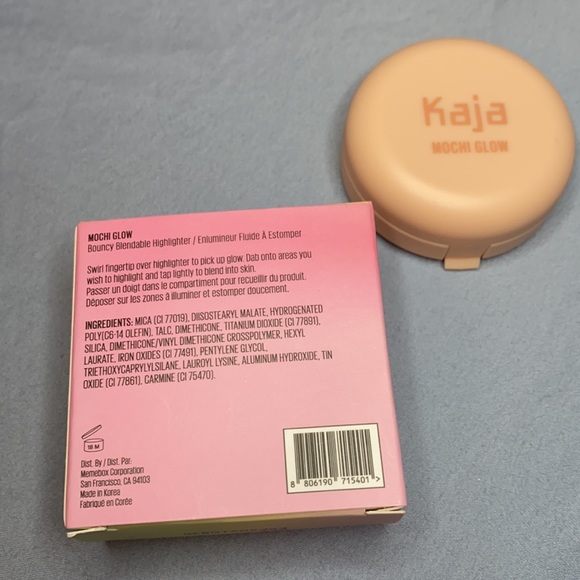 Kaja
MOCHI GLOW
MOCHI GLOW
Bouncy Blendable Highlighter / Enlumineur Fluide À Estomper
Swirl fingertip over highlighter to pick up glow. Dab onto areas you
wish to highlight and tap lightly to blend into skin.
Passer un doigt dans le compartiment pour recueillir du produit.
Déposer sur les zones à illuminer et estomper doucement.
INGREDIENTS: MICA (CI 77019), DIISOSTEARYL MALATE, HYDROGENATED
POLY(C6-14 OLEFIN), TALC, DIMETHICONE, TITANIUM DIOXIDE (CI 77891),
SILICA, DIMETHICONE/VINYL DIMETHICONE CROSSPOLYMER, HEXYL
LAURATE, IRON OXIDES (CI 77491), PENTYLENE GLYCOL,
TRIETHOXYCAPRYLYLSILANE, LAUROYL LYSINE, ALUMINUM HYDROXIDE, TIN
OXIDE (CI 77861), CARMINE (CI 75470).
18 M
Dist. By / Dist. Par:
Memebox Corporation
San Francisco, CA 94103
Made in Korea
Fabriqué en Corée
8 806190 715401 >